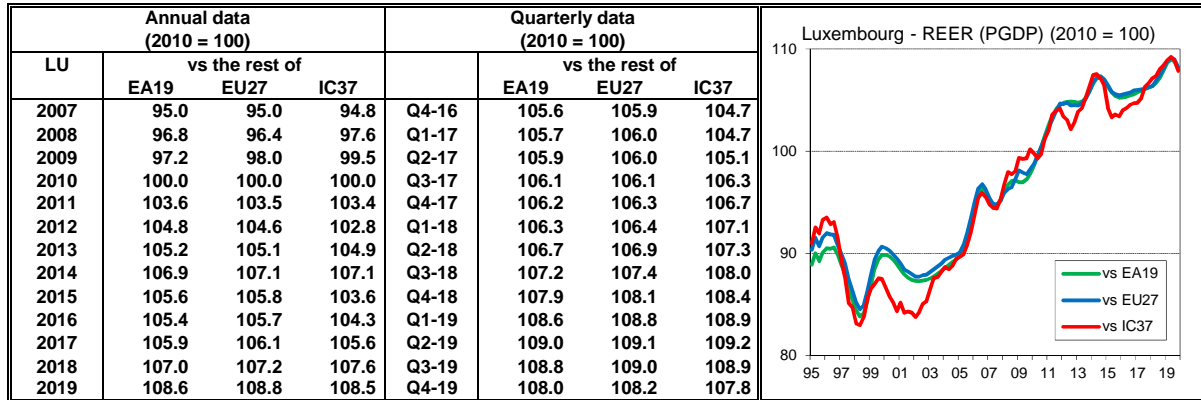 Annual data Quarterly data
(2010 = 100) (2010 = 100)
LU vs the rest of vs the rest of
EA19 EU27 IC37 EA19 EU27 IC37
2007 95.0 95.0 94.8 Q4-16 105.6 105.9 104.7
2008 96.8 96.4 97.6 Q1-17 105.7 106.0 104.7
2009 97.2 98.0 99.5 Q2-17 105.9 106.0 105.1
2010 100.0 100.0 100.0 Q3-17 106.1 106.1 106.3
2011 103.6 103.5 103.4 Q4-17 106.2 106.3 106.7
2012 104.8 104.6 102.8 Q1-18 106.3 106.4 107.1
2013 105.2 105.1 104.9 Q2-18 106.7 106.9 107.3
2014 106.9 107.1 107.1 Q3-18 107.2 107.4 108.0
2015 105.6 105.8 103.6 Q4-18 107.9 108.1 108.4
2016 105.4 105.7 104.3 Q1-19 108.6 108.8 108.9
2017 105.9 106.1 105.6 Q2-19 109.0 109.1 109.2
2018 107.0 107.2 107.6 Q3-19 108.8 109.0 108.9
2019 108.6 108.8 108.5 Q4-19 108.0 108.2 107.8
Luxembourg - REER (PGDP) (2010 = 100)
110
100
90
80
vs EA19
vs EU27
vs IC37
95 97 99 01 03 05 07 09 11 13 15 17 19